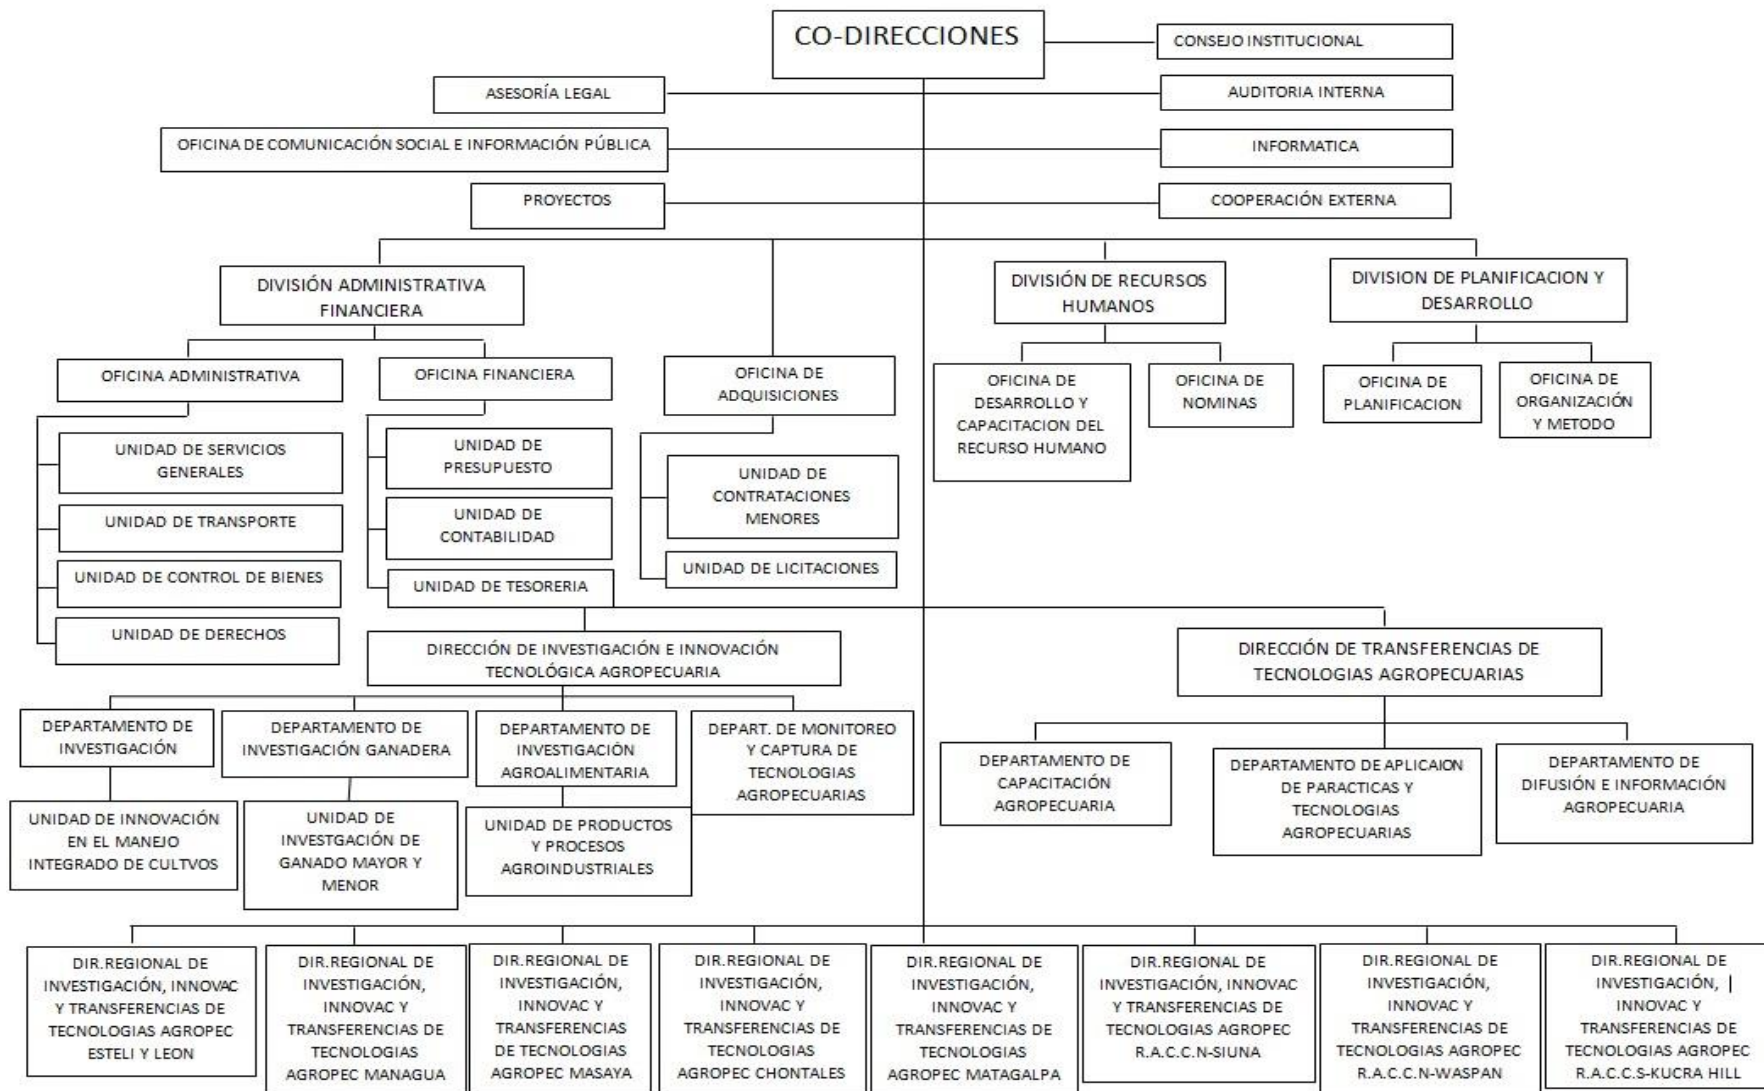 CO-DIRECCIONES
CONSEJO INSTITUCIONAL
ASESORÍA LEGAL
AUDITORIA INTERNA
OFICINA DE COMUNICACIÓN SOCIAL E INFORMACIÓN PÚBLICA
INFORMATICA
PROYECTOS
COOPERACIÓN EXTERNA
DIVISIÓN ADMINISTRATIVA
FINANCIERA
DIVISIÓN DE RECURSOS
HUMANOS
DIVISION DE PLANIFICACION Y
DESARROLLO
OFICINA ADMINISTRATIVA
OFICINA FINANCIERA
OFICINA DE
ADQUISICIONES
OFICINA DE
DESARROLLO Y
CAPACITACION DEL
RECURSO HUMANO
OFICINA DE
NOMINAS
OFICINA DE
PLANIFICACION
OFICINA DE
ORGANIZACIÓN
Y METODO
UNIDAD DE SERVICIOS
GENERALES
UNIDAD DE TRANSPORTE
UNIDAD DE CONTROL DE BIENES
UNIDAD DE DERECHOS
UNIDAD DE
PRESUPUESTO
UNIDAD DE
CONTABILIDAD
UNIDAD DE TESORERIA
UNIDAD DE
CONTRATACIONES
MENORES
UNIDAD DE LICITACIONES
DIRECCIÓN DE INVESTIGACIÓN E INNOVACIÓN
TECNOLÓGICA AGROPECUARIA
DIRECCIÓN DE TRANSFERENCIAS DE
TECNOLOGIAS AGROPECUARIAS
DEPARTAMENTO DE
INVESTIGACIÓN
DEPARTAMENTO DE
INVESTIGACIÓN GANADERA
DEPARTAMENTO DE
INVESTIGACIÓN
AGROALIMENTARIA
DEPART. DE MONITOREO
Y CAPTURA DE
TECNOLOGIAS
AGROPECUARIAS
DEPARTAMENTO DE
CAPACITACIÓN
AGROPECUARIA
DEPARTAMENTO DE APLICAION
DE PARACTICAS Y
TECNOLOGIAS
AGROPECUARIAS
DEPARTAMENTO DE
DIFUSIÓN E INFORMACIÓN
AGROPECUARIA
UNIDAD DE INNOVACIÓN
EN EL MANEJO
INTEGRADO DE CULTVOS
UNIDAD DE
INVESTGACIÓN DE
GANADO MAYOR Y
MENOR
UNIDAD DE PRODUCTOS
Y PROCESOS
AGROINDUSTRIALES
DIR.REGIONAL DE
INVESTIGACIÓN, INNOVAC
Y TRANSFERENCIAS DE
TECNOLOGIAS AGROPEC
ESTELI Y LEON
DIR.REGIONAL DE
INVESTIGACIÓN,
INNOVAC Y
TRANSFERENCIAS DE
TECNOLOGIAS
AGROPEC MANAGUA
DIR.REGIONAL DE
INVESTIGACIÓN,
INNOVAC Y
TRANSFERENCIAS
DE TECNOLOGIAS
AGROPEC MASAYA
DIR.REGIONAL DE
INVESTIGACIÓN,
INNOVAC Y
TRANSFERENCIAS DE
TECNOLOGIAS
AGROPEC CHONTALES
DIR.REGIONAL DE
INVESTIGACIÓN,
INNOVAC Y
TRANSFERENCIAS DE
TECNOLOGIAS
AGROPEC MATAGALPA
DIR.REGIONAL DE
INVESTIGACIÓN, INNOVAC
Y TRANSFERENCIAS DE
TECNOLOGIAS AGROPEC
R.A.C.C.N-SIUNA
DIR.REGIONAL DE
INVESTIGACIÓN,
INNOVAC Y
TRANSFERENCIAS DE
TECNOLOGIAS AGROPEC
R.A.C.C.N-WASPAN
DIR.REGIONAL DE
INVESTIGACIÓN,
INNOVAC Y
TRANSFERENCIAS DE
TECNOLOGIAS AGROPEC
R.A.C.C.S-KUCRA HILL